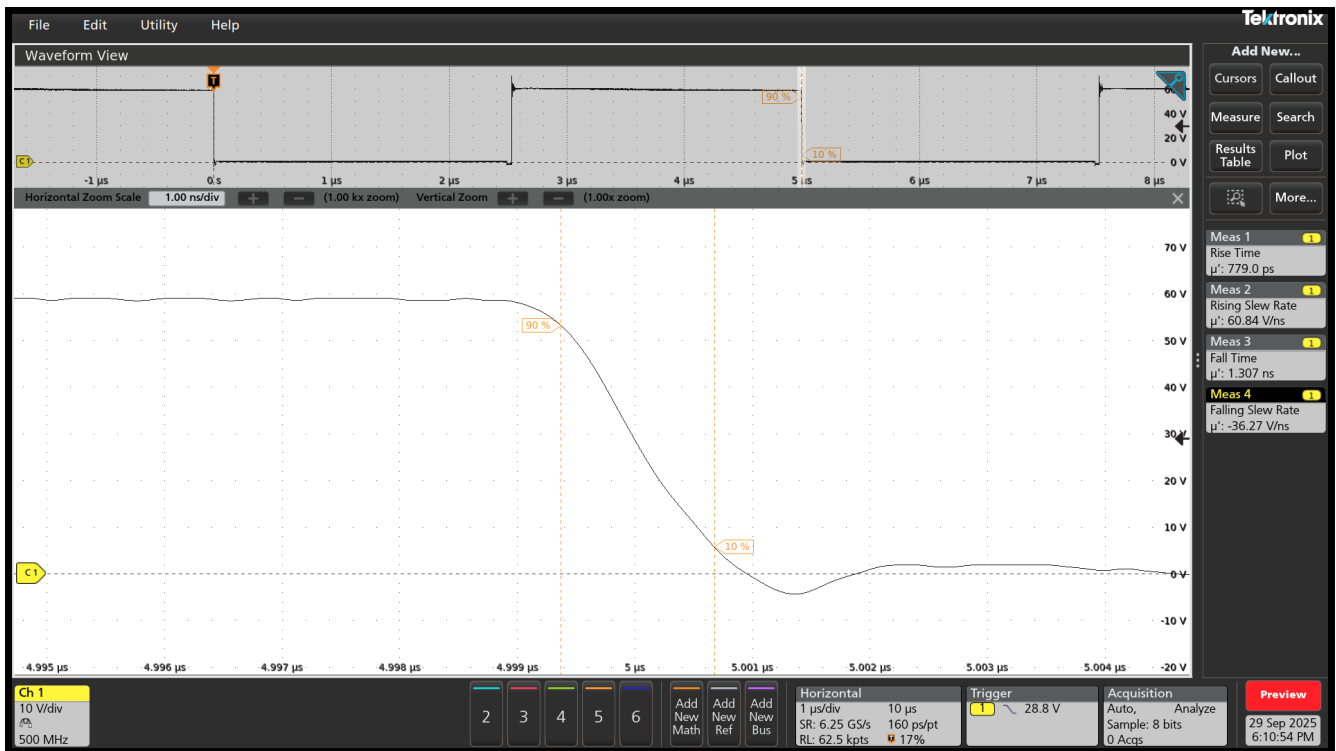 File Edit Utility Help
Tektronix
Waveform View
Add New...
Cursors Callout
Measure Search
Results Table Plot
More...
T
90 %
10 %
40 V
20 V
0 V
C1
-1 µs 0 s 1 µs 2 µs 3 µs 4 µs 5 µs 6 µs 7 µs 8 µs
Horizontal Zoom Scale 1.00 ns/div + − (1.00 kx zoom) Vertical Zoom + − (1.00x zoom) ×
70 V
60 V
50 V
40 V
30 V
20 V
10 V
0 V
-10 V
-20 V
90 %
10 %
C1
4.995 µs 4.996 µs 4.997 µs 4.998 µs 4.999 µs 5 µs 5.001 µs 5.002 µs 5.003 µs 5.004 µs
Meas 1 1
Rise Time
µ': 779.0 ps
Meas 2 1
Rising Slew Rate
µ': 60.84 V/ns
Meas 3 1
Fall Time
µ': 1.307 ns
Meas 4 1
Falling Slew Rate
µ': -36.27 V/ns
Ch 1
10 V/div
500 MHz
2 3 4 5 6
Add New Math
Add New Ref
Add New Bus
Horizontal
1 µs/div 10 µs
SR: 6.25 GS/s 160 ps/pt
RL: 62.5 kpts 17%
Trigger
1 28.8 V
Acquisition
Auto, Analyze
Sample: 8 bits
0 Acqs
Preview
29 Sep 2025
6:10:54 PM